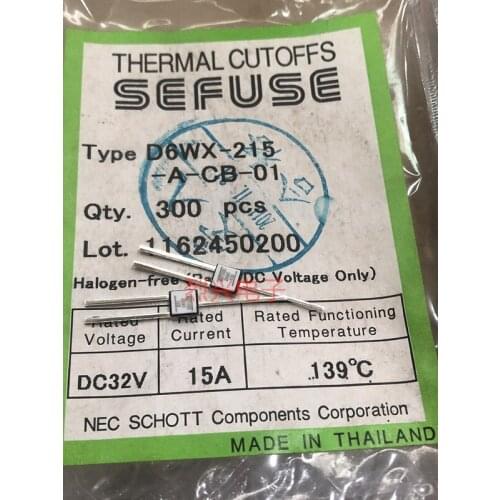 THERMAL CUTOFFS
SEFUSE
Type D6WX-215
-A-CB-01
Qty. 300 pcs
Lot. 1162450200
Halogen-free DC Voltage Only)
Rated Voltage
Rated Current
Rated Functioning Temperature
DC32V
15A
139℃
NEC SCHOTT Components Corporation
MADE IN THAILAND